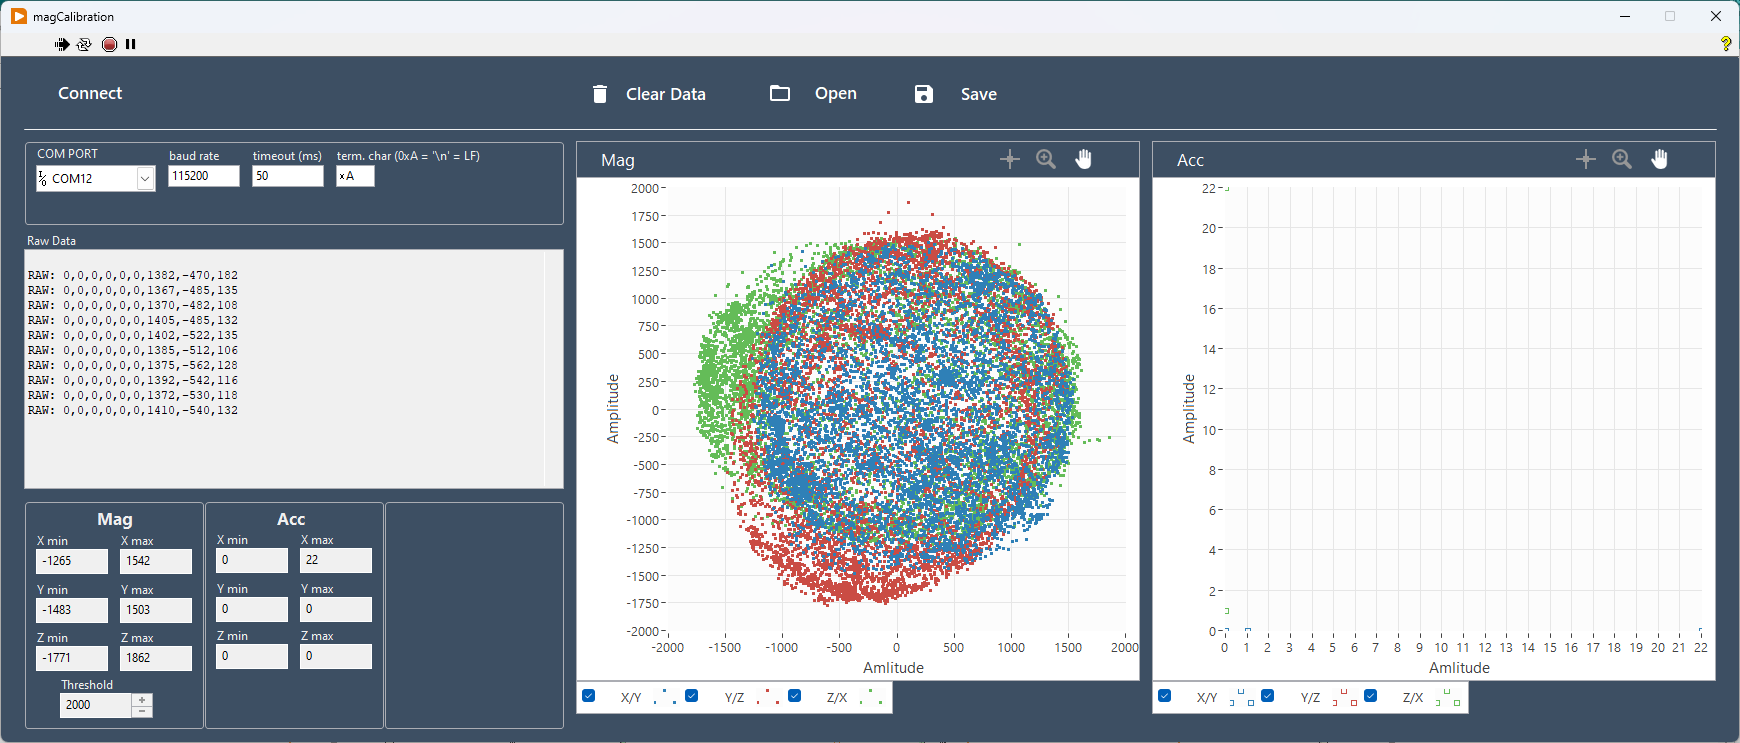 magCalibration
?
Connect
Clear Data
Open
Save
COM PORT
baud rate
timeout (ms)
term. char (0xA = '\n' = LF)
COM12
115200
50
xA
Raw Data
RAW: 0,0,0,0,0,0,1382,-470,182
RAW: 0,0,0,0,0,0,1367,-485,135
RAW: 0,0,0,0,0,0,1370,-482,108
RAW: 0,0,0,0,0,0,1405,-485,132
RAW: 0,0,0,0,0,0,1402,-522,135
RAW: 0,0,0,0,0,0,1385,-512,106
RAW: 0,0,0,0,0,0,1375,-562,128
RAW: 0,0,0,0,0,0,1392,-542,116
RAW: 0,0,0,0,0,0,1372,-530,118
RAW: 0,0,0,0,0,0,1410,-540,132
Mag
X min X max
-1265 1542
Y min Y max
-1483 1503
Z min Z max
-1771 1862
Threshold
2000
Acc
X min X max
0 22
Y min Y max
0 0
Z min Z max
0 0
Mag
2000
1750
1500
1250
1000
750
500
250
0
-250
-500
-750
-1000
-1250
-1500
-1750
-2000
Amplitude
-2000 -1500 -1000 -500 0 500 1000 1500 2000
Amlitude
X/Y Y/Z Z/X
Acc
22
20
18
16
14
12
10
8
6
4
2
0
Amplitude
0 1 2 3 4 5 6 7 8 9 10 11 12 13 14 15 16 17 18 19 20 21 22
Amlitude
X/Y Y/Z Z/X